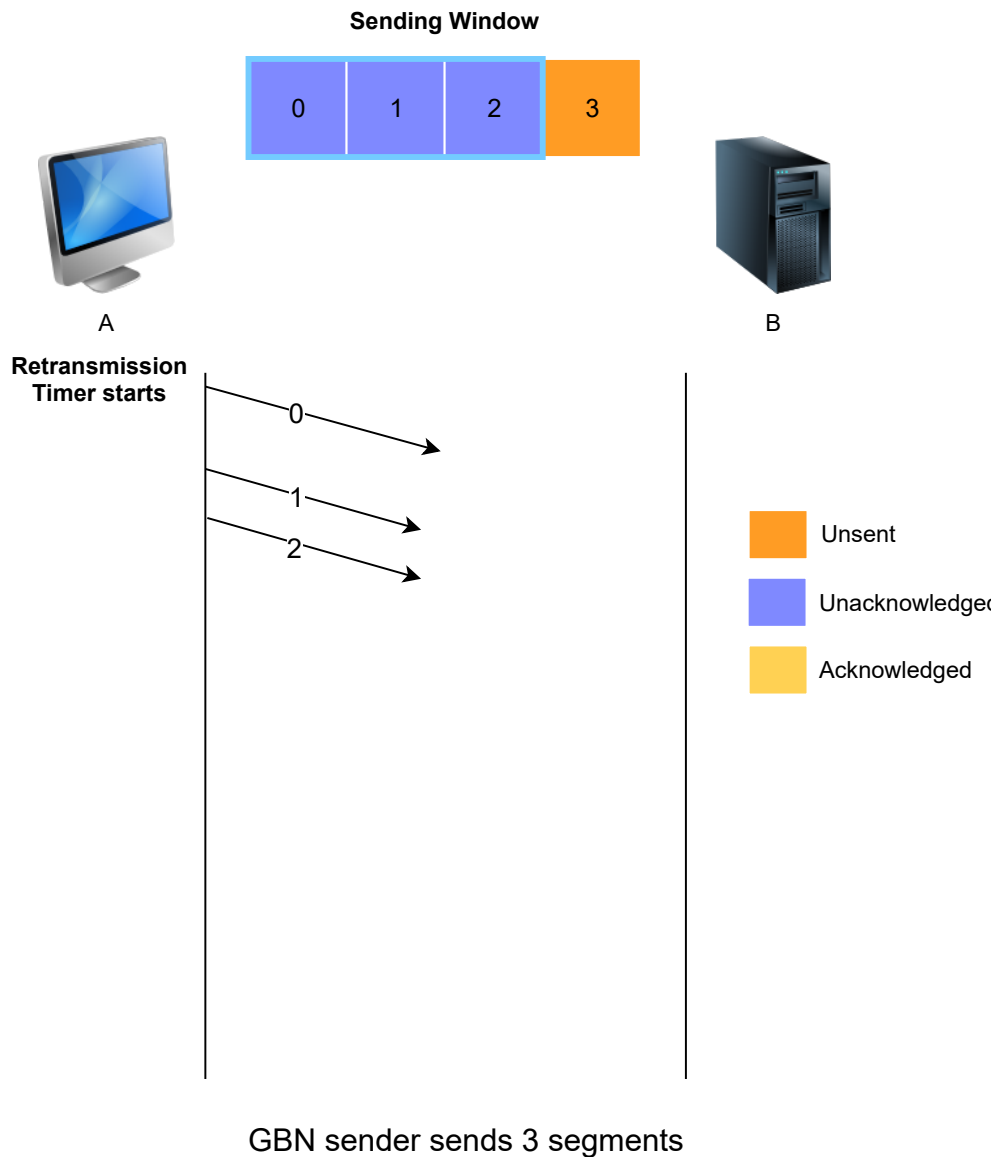 Sending Window
0 1 2 3
A
B
Retransmission
Timer starts
0
1
2
Unsent
Unacknowledged
Acknowledged
GBN sender sends 3 segments